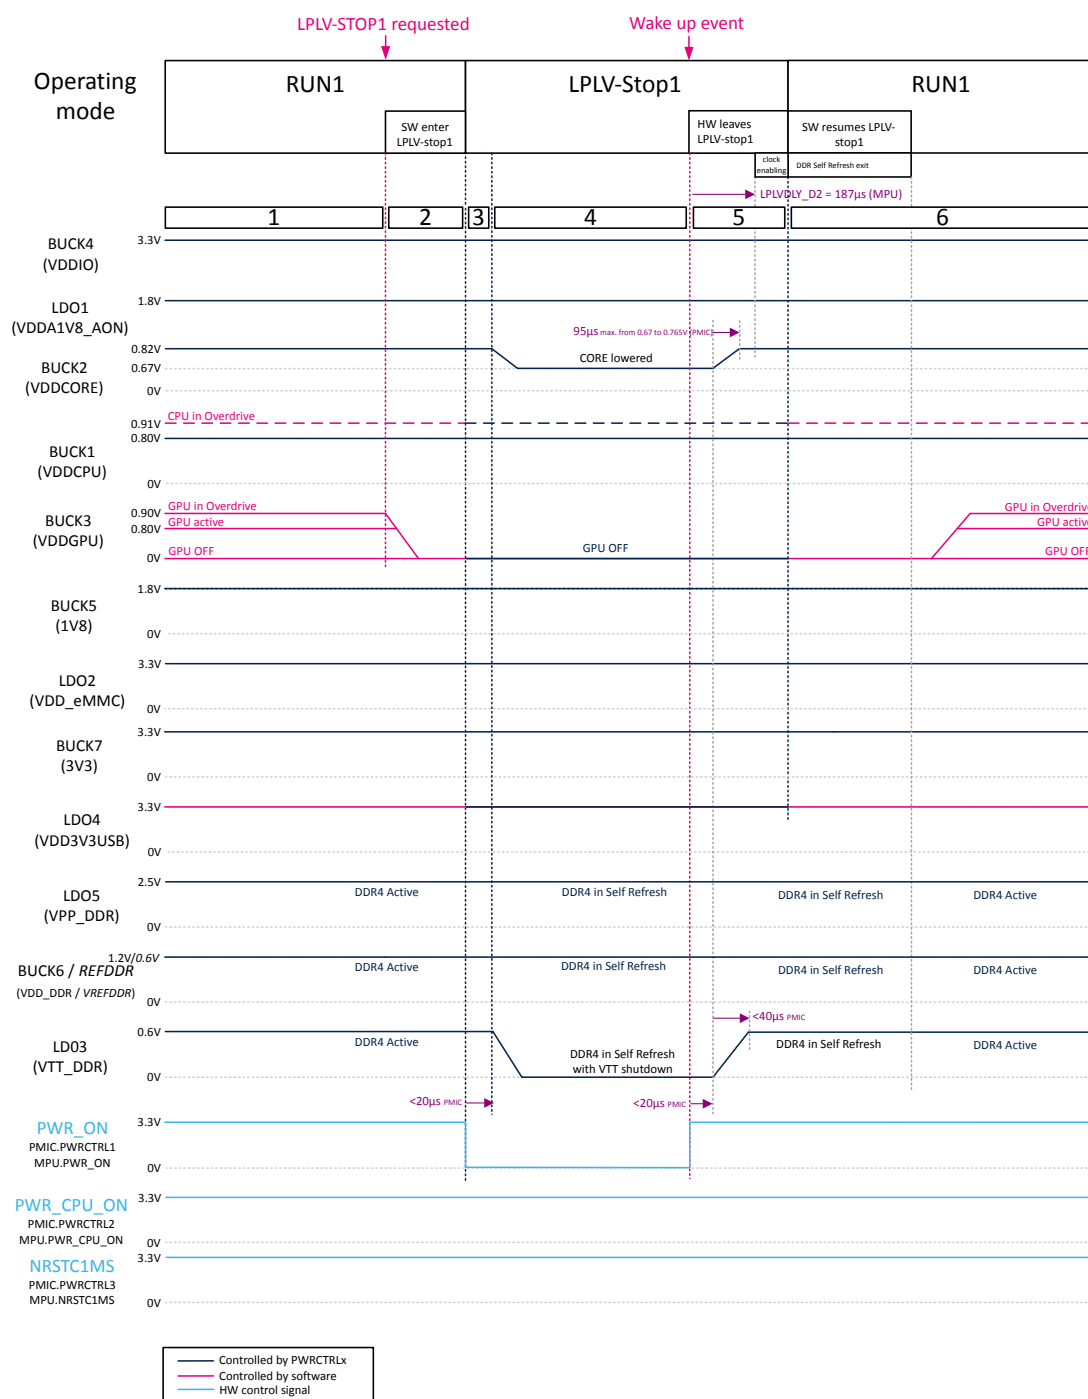 LPLV-STOP1 requested
Wake up event
Operating
mode
RUN1
LPLV-Stop1
RUN1
SW enter
LPLV-stop1
HW leaves
LPLV-stop1
SW resumes LPLV-
stop1
clock
enabling
DDR Self Refresh exit
LPLVDLY_D2 = 187µs (MPU)
1
2
3
4
5
6
BUCK4
(VDDIO)
3.3V
LDO1
(VDDA1V8_AON)
1.8V
95µs max. from 0.67 to 0.765V (PMIC)
BUCK2
(VDDCORE)
0.82V
0.67V
0V
CORE lowered
BUCK1
(VDDCPU)
0.91V
CPU in Overdrive
0.80V
0V
BUCK3
(VDDGPU)
0.90V
GPU in Overdrive
GPU in Overdrive
0.80V
GPU active
GPU active
0V
GPU OFF
GPU OFF
GPU OFF
BUCK5
(1V8)
1.8V
0V
LDO2
(VDD_eMMC)
3.3V
0V
BUCK7
(3V3)
3.3V
0V
LDO4
(VDD3V3USB)
3.3V
0V
LDO5
(VPP_DDR)
2.5V
DDR4 Active
DDR4 in Self Refresh
DDR4 in Self Refresh
DDR4 Active
0V
BUCK6 / REFDDR
(VDD_DDR / VREFDDR)
1.2V/0.6V
DDR4 Active
DDR4 in Self Refresh
DDR4 in Self Refresh
DDR4 Active
0V
<40µs PMIC
LD03
(VTT_DDR)
0.6V
DDR4 Active
DDR4 in Self Refresh
with VTT shutdown
DDR4 in Self Refresh
DDR4 Active
0V
<20µs PMIC
<20µs PMIC
PWR_ON
PMIC.PWRCTRL1
MPU.PWR_ON
3.3V
0V
PWR_CPU_ON
PMIC.PWRCTRL2
MPU.PWR_CPU_ON
3.3V
0V
NRSTC1MS
PMIC.PWRCTRL3
MPU.NRSTC1MS
3.3V
0V
Controlled by PWRCTRLx
Controlled by software
HW control signal